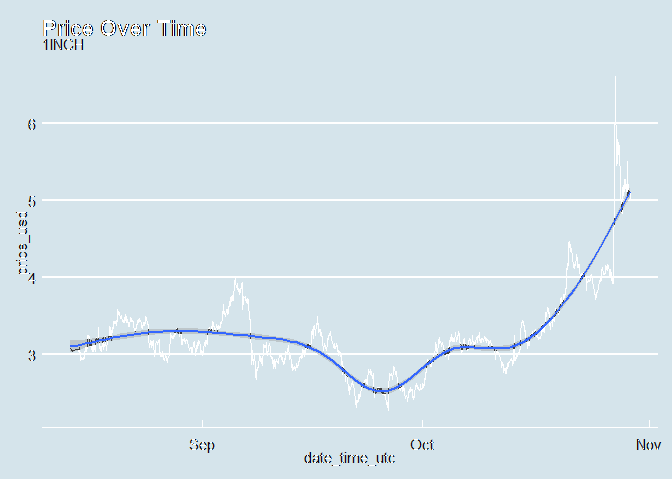 Price Over Time
1INCH
6
5
4
3
price_usd
Sep
Oct
Nov
date_time_utc